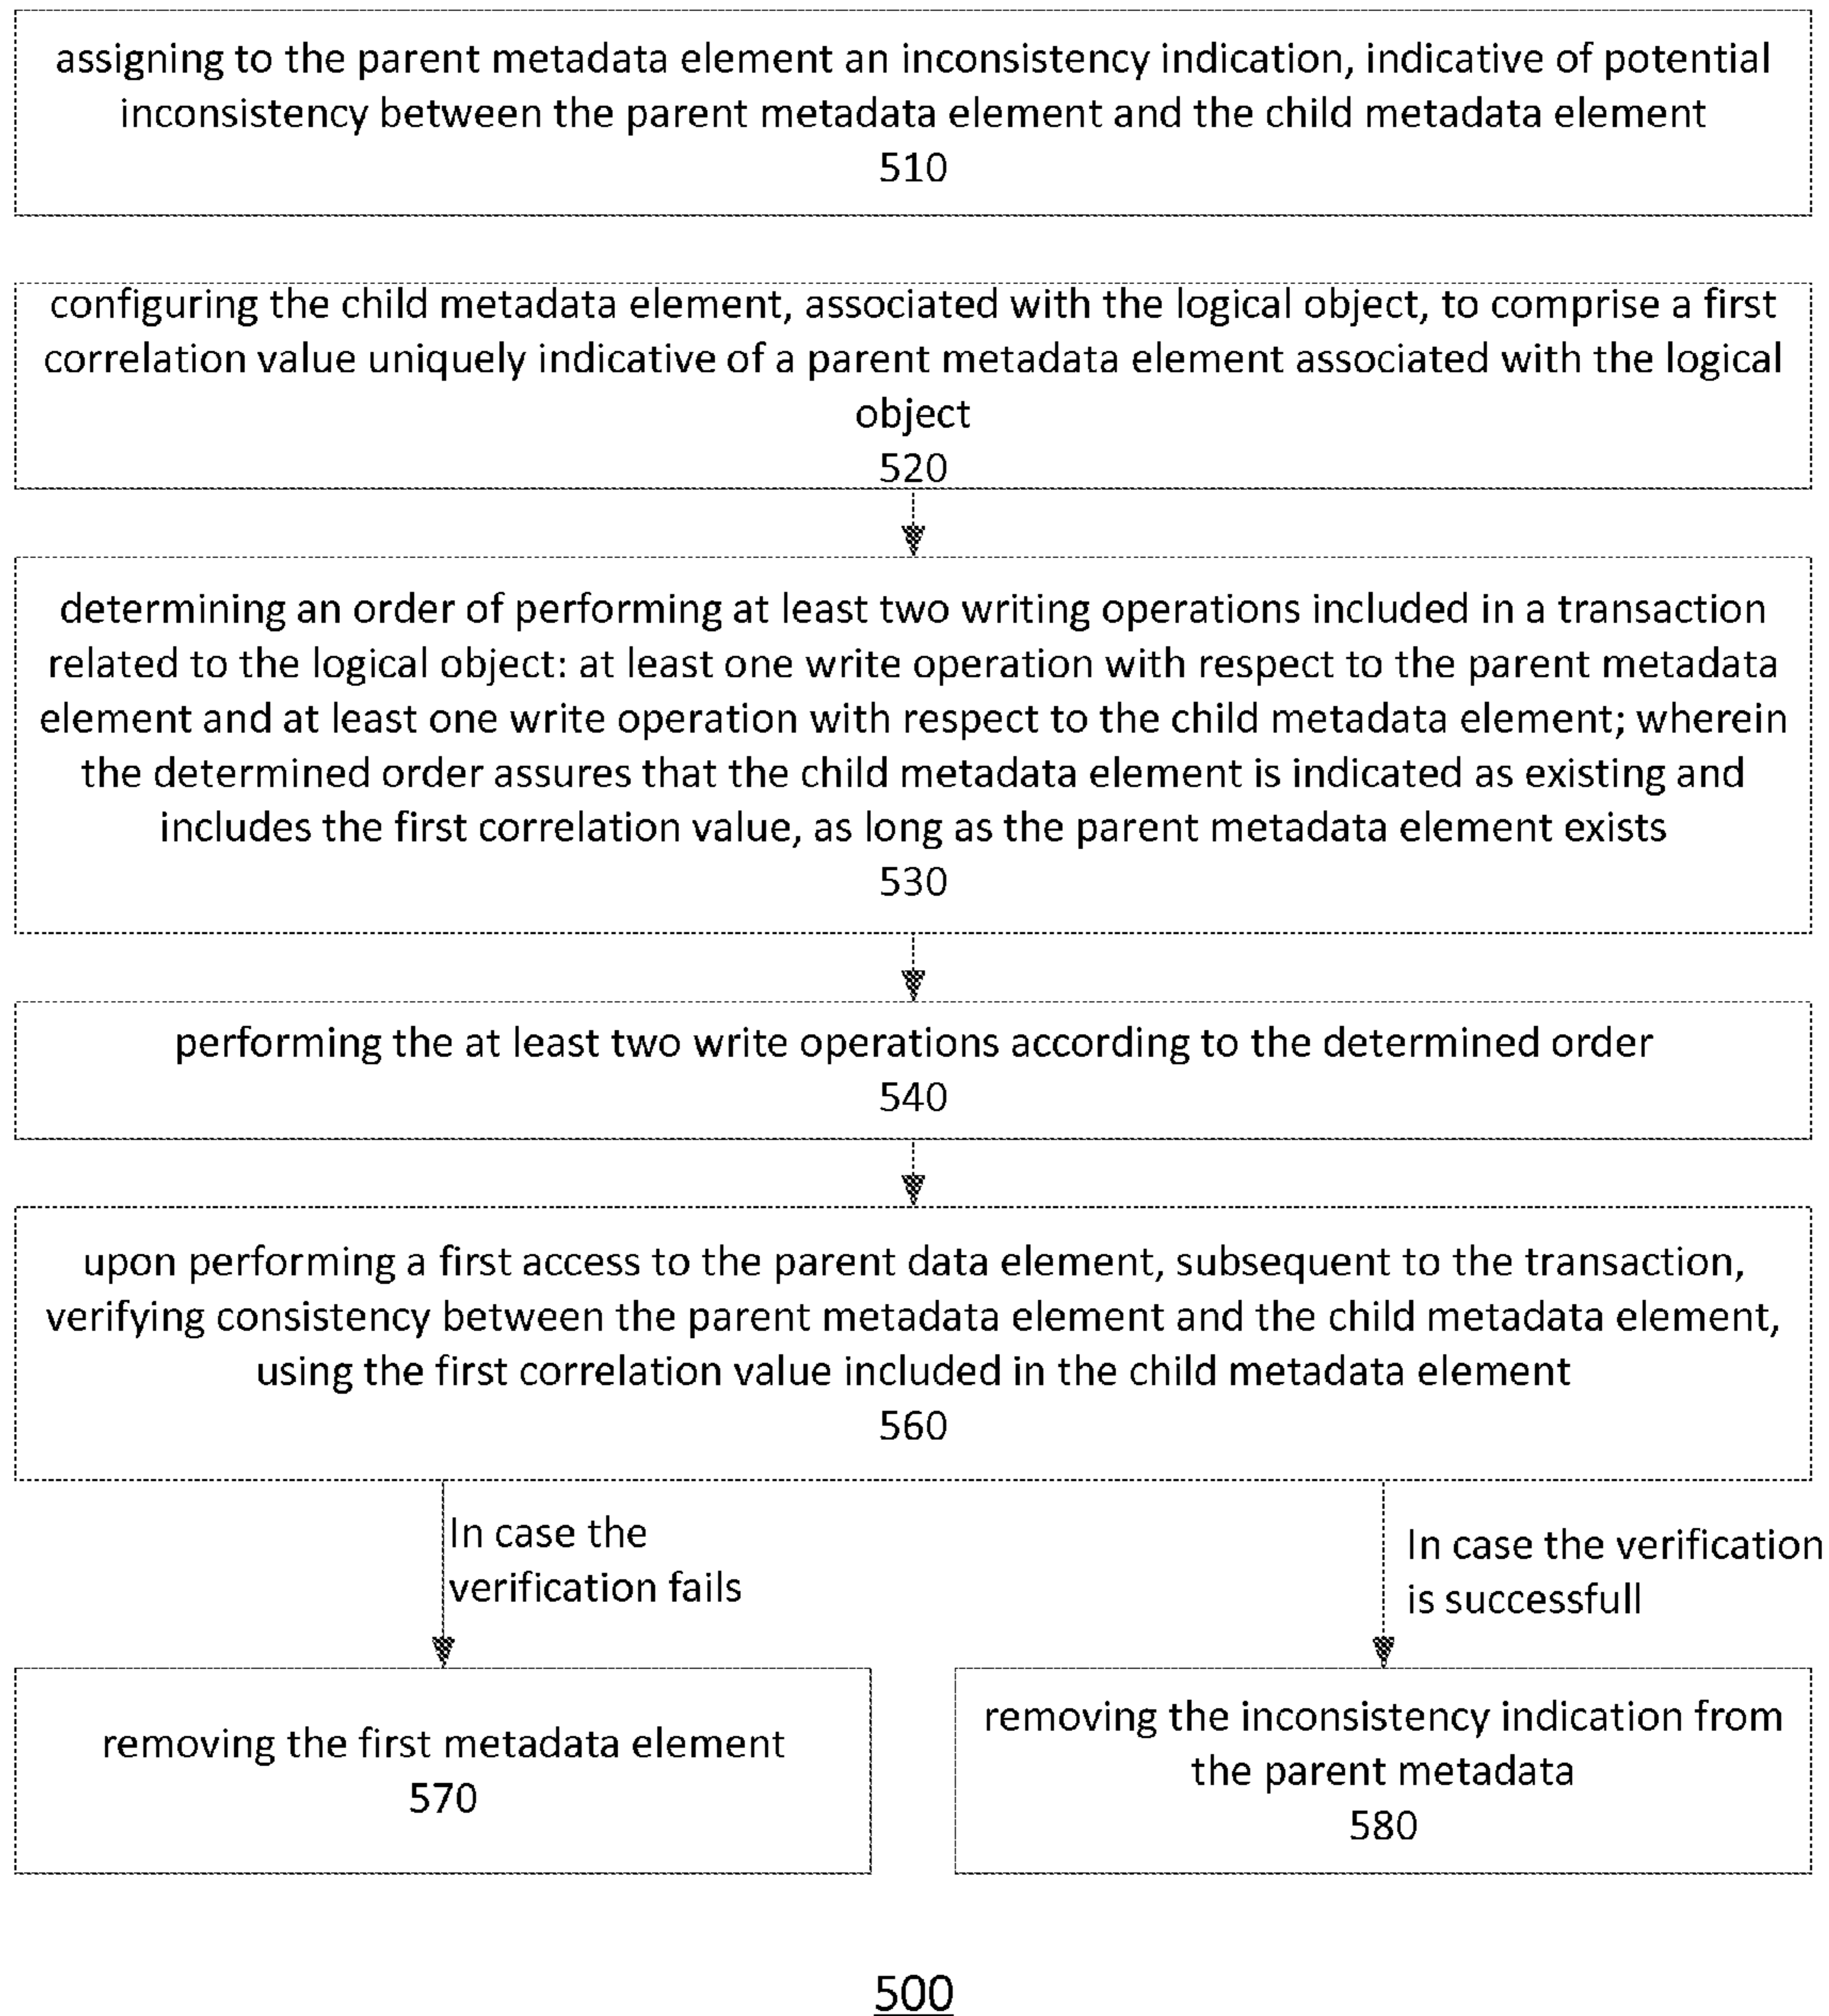 assigning to the parent metadata element an inconsistency indication, indicative of potential
inconsistency between the parent metadata element and the child metadata element
510
configuring the child metadata element, associated with the logical object, to comprise a first
correlation value uniquely indicative of a parent metadata element associated with the logical
object
520
determining an order of performing at least two writing operations included in a transaction
related to the logical object: at least one write operation with respect to the parent metadata
element and at least one write operation with respect to the child metadata element; wherein
the determined order assures that the child metadata element is indicated as existing and
includes the first correlation value, as long as the parent metadata element exists
530
performing the at least two write operations according to the determined order
540
upon performing a first access to the parent data element, subsequent to the transaction,
verifying consistency between the parent metadata element and the child metadata element,
using the first correlation value included in the child metadata element
560
In case the
verification fails
In case the verification
is successfull
removing the first metadata element
570
removing the inconsistency indication from
the parent metadata
580
500